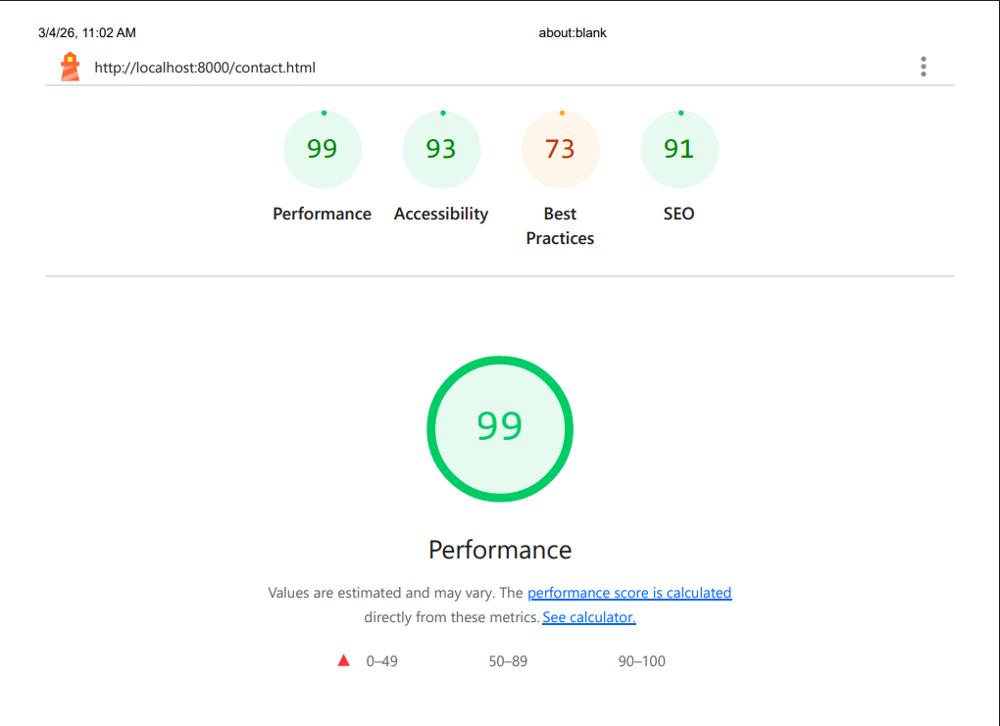 3/4/26, 11:02 AM about:blank
http://localhost:8000/contact.html
99 93 73 91
Performance Accessibility Best Practices SEO
99
Performance
Values are estimated and may vary. The performance score is calculated
directly from these metrics. See calculator.
0–49 50–89 90–100